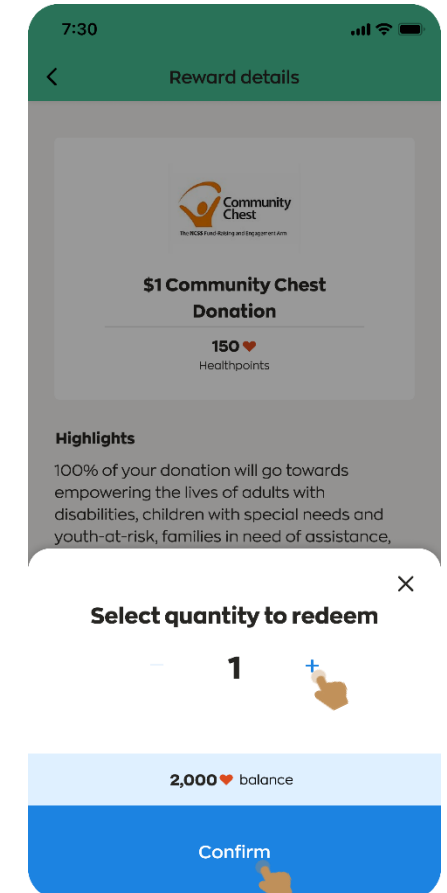 7:30
Reward details
Community
Chest
The NCSS Fund-Raising and Engagement Arm
$1 Community Chest
Donation
150
Healthpoints
Highlights
100% of your donation will go towards
empowering the lives of adults with
disabilities, children with special needs and
youth-at-risk, families in need of assistance,
Select quantity to redeem
1
2,000 balance
Confirm